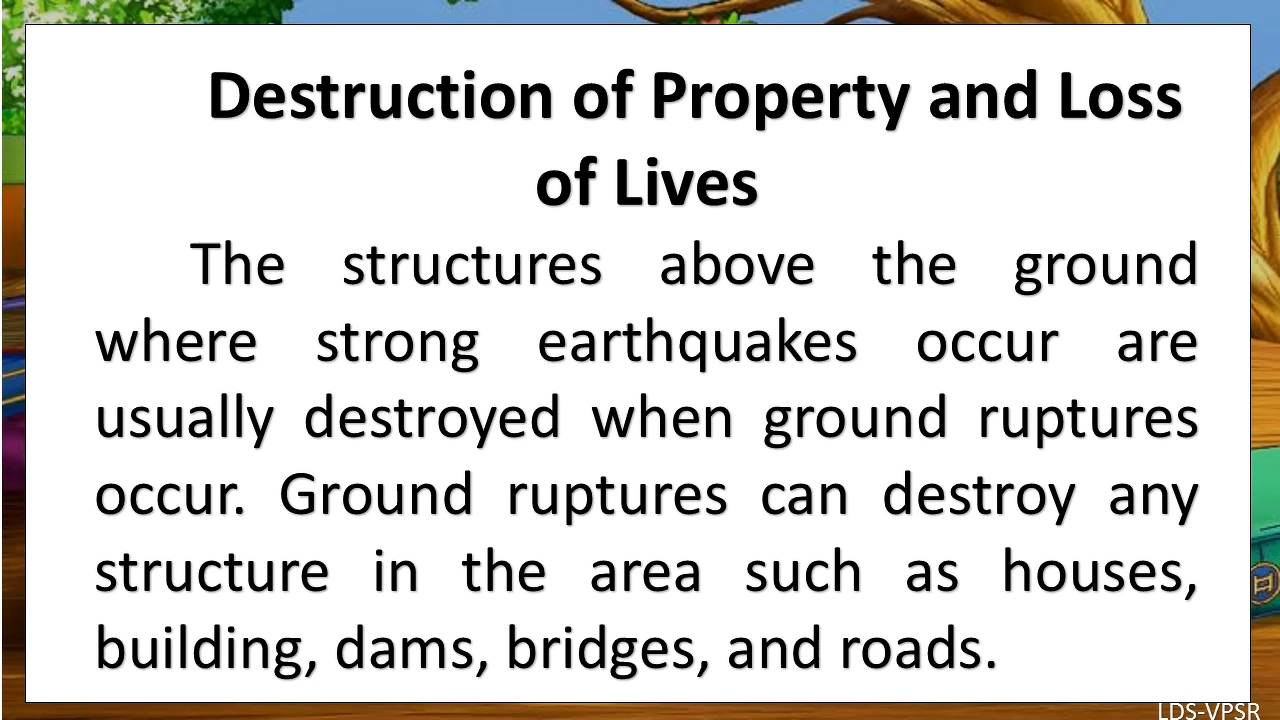 Destruction of Property and Loss
of Lives
The structures above the ground
where strong earthquakes occur are
usually destroyed when ground ruptures
occur. Ground ruptures can destroy any
structure in the area such as houses,
building, dams, bridges, and roads.
LDS-VPSR